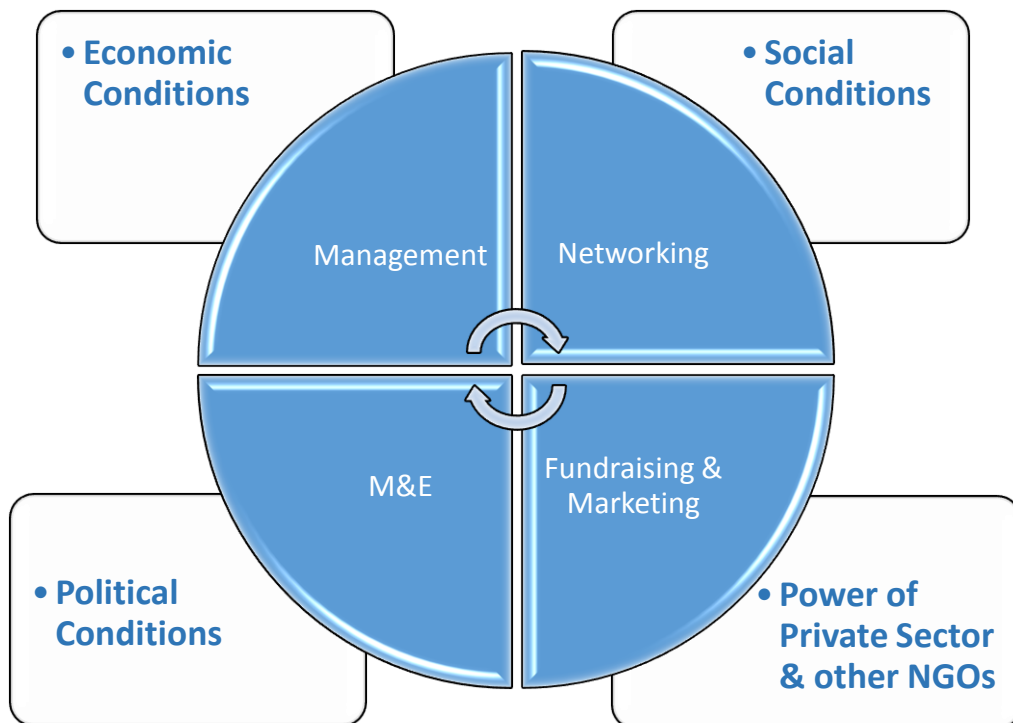 • Economic
Conditions
• Social
Conditions
Management
Networking
M&E
Fundraising &
Marketing
• Political
Conditions
• Power of
Private Sector
& other NGOs